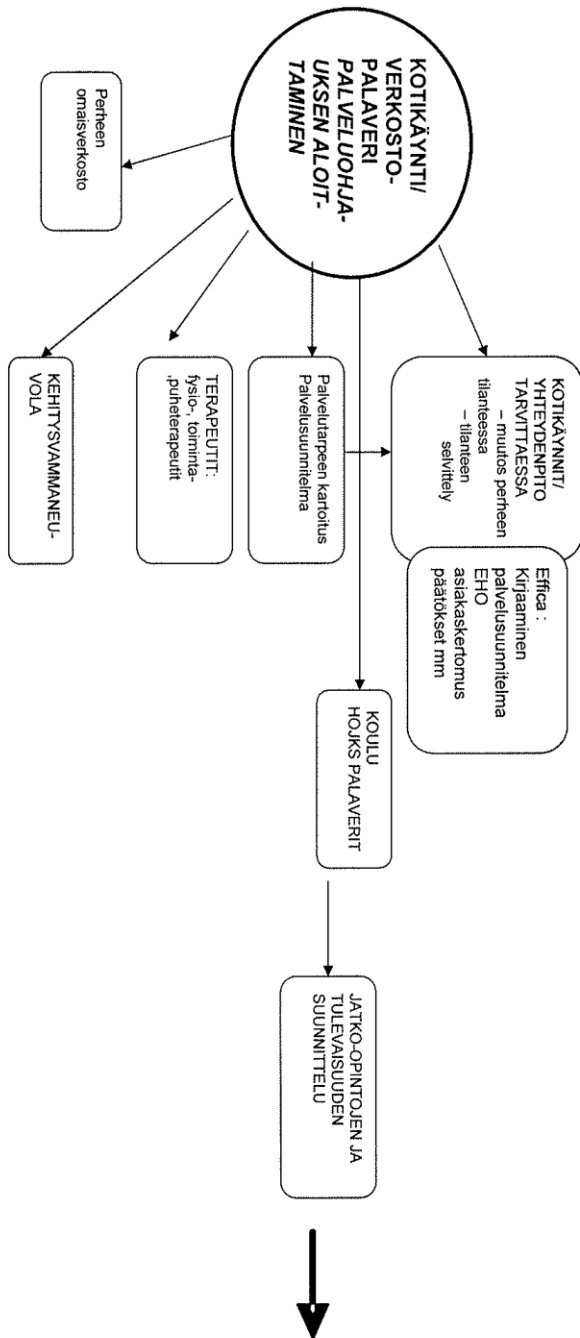 KOTIKÄYNTI/
VERKOSTO-
PALAVERI
PALVELUOHJA-
UKSEN ALOIT-
TAMINEN
Perheen
omaisverkosto
KEHITYSVAMMANEU-
VOLA
TERAPEUTIT:
fysio-, toiminta-
,puheterapeutit
Palvelutarpeen kartoitus
Palvelusuunnitelma
KOTIKÄYNNIT/
YHTEYDENPITO
TARVITTAESSA
– muutos perheen
tilanteessa
– tilanteen
selvittely
Effica :
Kirjaaminen
palvelusuunnitelma
EHO
asiakaskertomus
päätökset mm
KOULU
HOJKS PALAVERIT
JATKO-OPINTOJEN JA
TULEVAISUUDEN
SUUNNITTELU